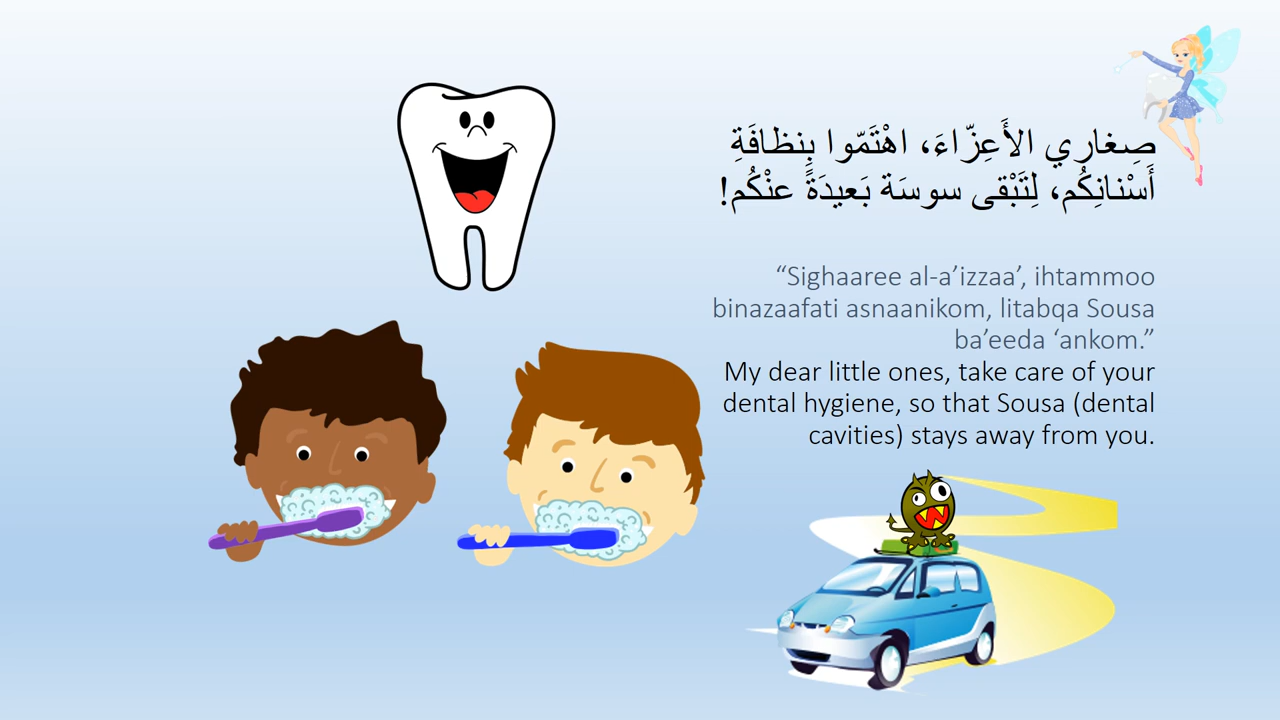 صِغاري الأَعِزّاءَ، اهْتَمّوا بِنظافَةِ
أَسْنانِكُم، لِتَبْقى سوسَة بَعيدَةً عنْكُم!
“Sighaaree al-a’izzaa’, ihtammoo
binazaafati asnaanikom, litabqa Sousa
ba’eeda ‘ankom.”
My dear little ones, take care of your
dental hygiene, so that Sousa (dental
cavities) stays away from you.